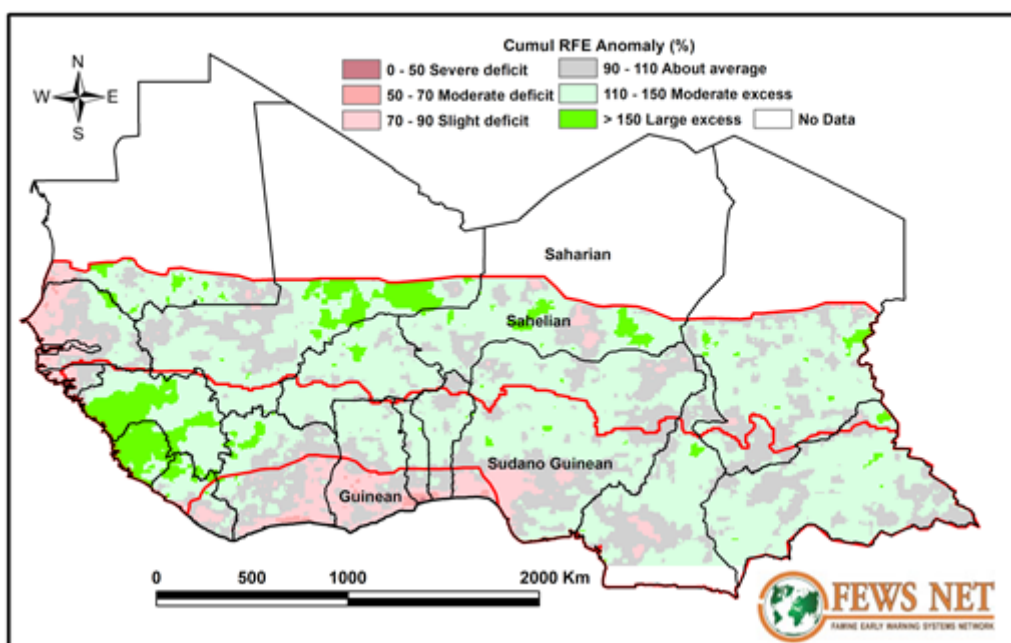 Cumul RFE Anomaly (%)
0 - 50 Severe deficit
50 - 70 Moderate deficit
70 - 90 Slight deficit
90 - 110 About average
110 - 150 Moderate excess
> 150 Large excess
No Data
N
W
E
S
Saharian
Sahelian
Sudano Guinean
Guinean
0 500 1000 2000 Km
FEWS NET
FAMINE EARLY WARNING SYSTEMS NETWORK